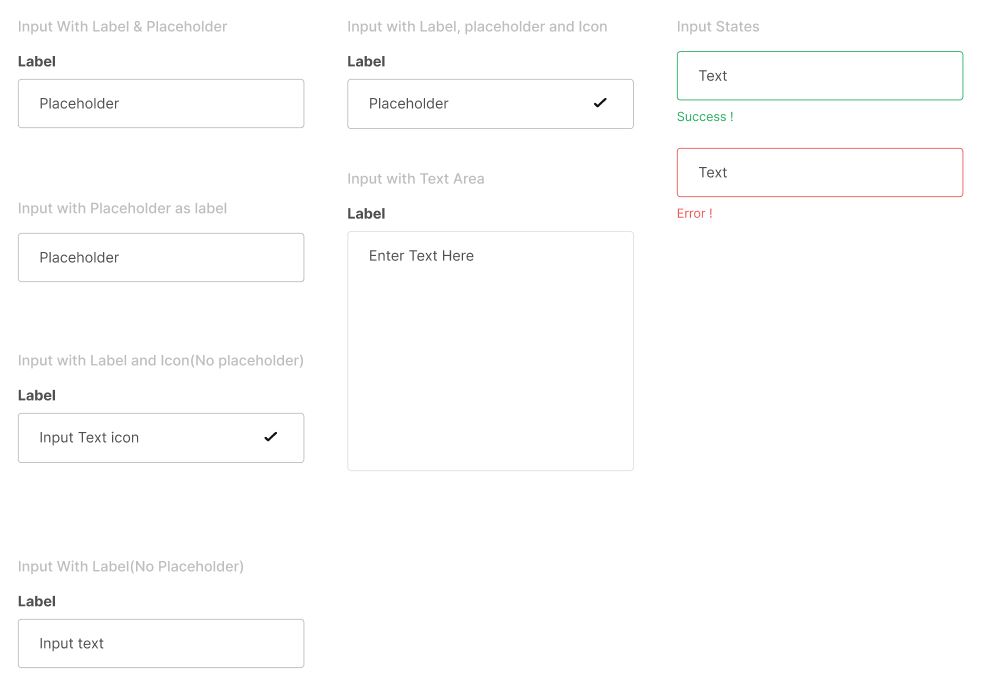 Input With Label & Placeholder
Label
Placeholder
Input with Placeholder as label
Placeholder
Input with Label and Icon(No placeholder)
Label
Input Text icon
Input With Label(No Placeholder)
Label
Input text
Input with Label, placeholder and Icon
Label
Placeholder
Input with Text Area
Label
Enter Text Here
Input States
Text
Success !
Text
Error !